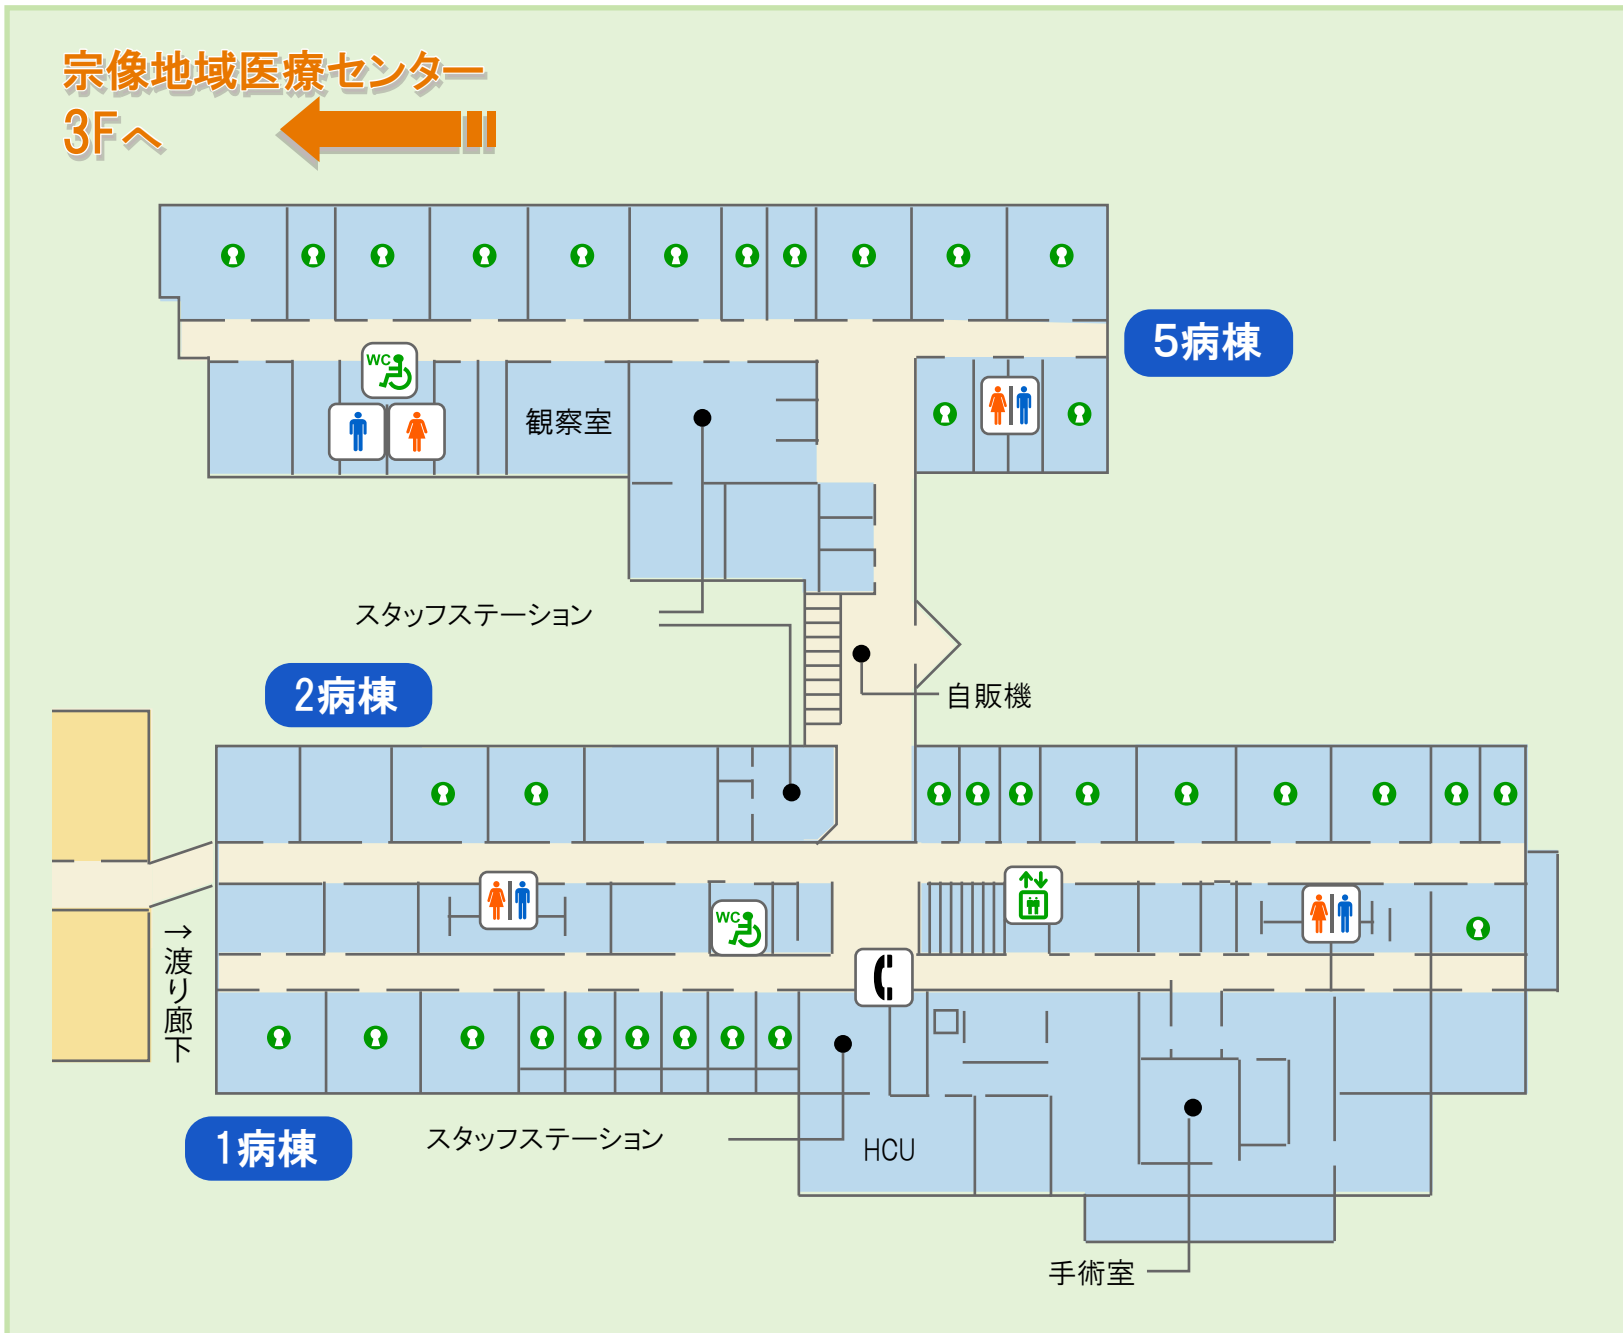 宗像地域医療センター
3Fへ
5病棟
WC
観察室
スタッフステーション
2病棟
自販機
WC
→渡り廊下
1病棟
スタッフステーション
HCU
手術室